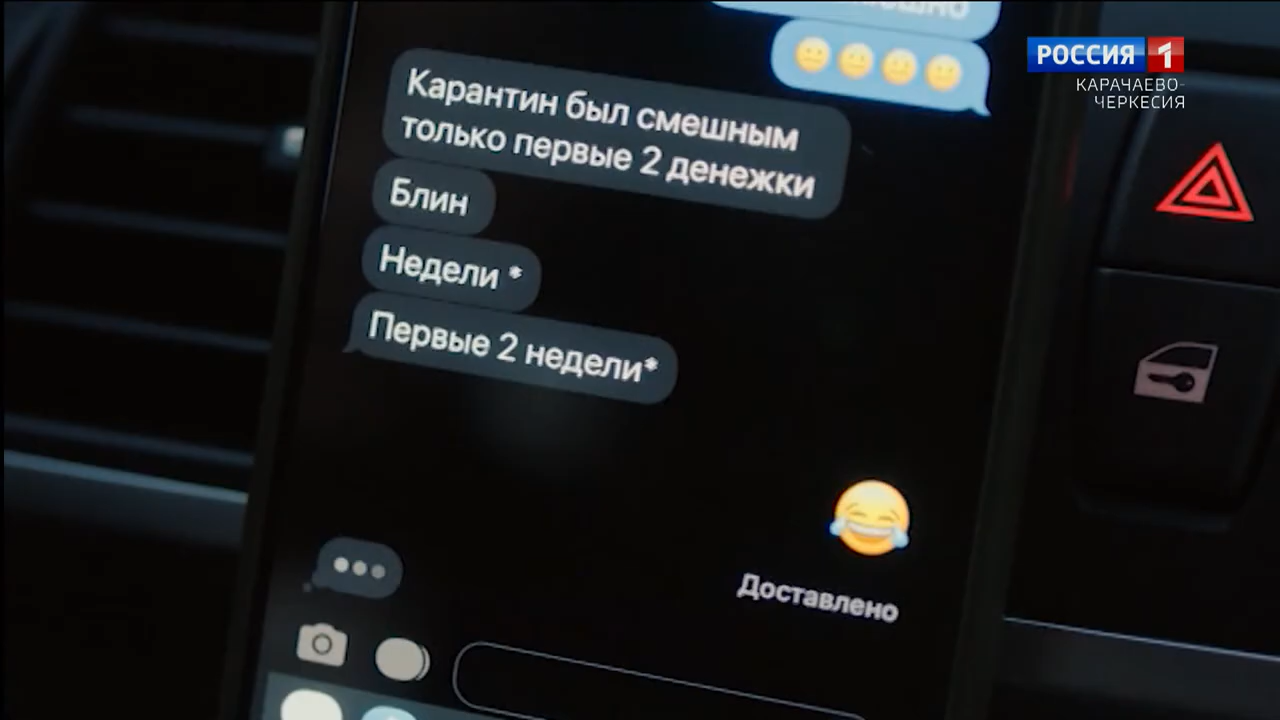 РОССИЯ 1
КАРАЧАЕВО-
ЧЕРКЕСИЯ
Карантин был смешным
только первые 2 денежки
Блин
Недели *
Первые 2 недели*
Доставлено